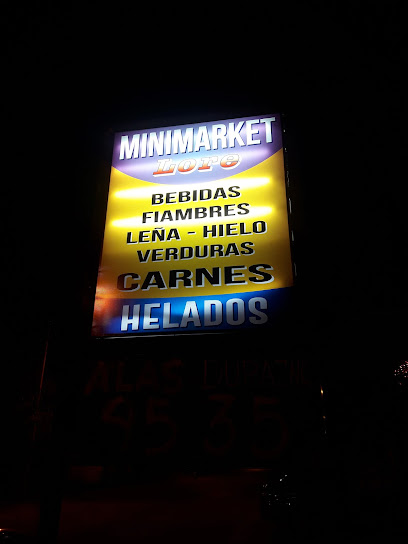 MINIMARKET
Lore
BEBIDAS
FIAMBRES
LEÑA - HIELO
VERDURAS
CARNES
HELADOS